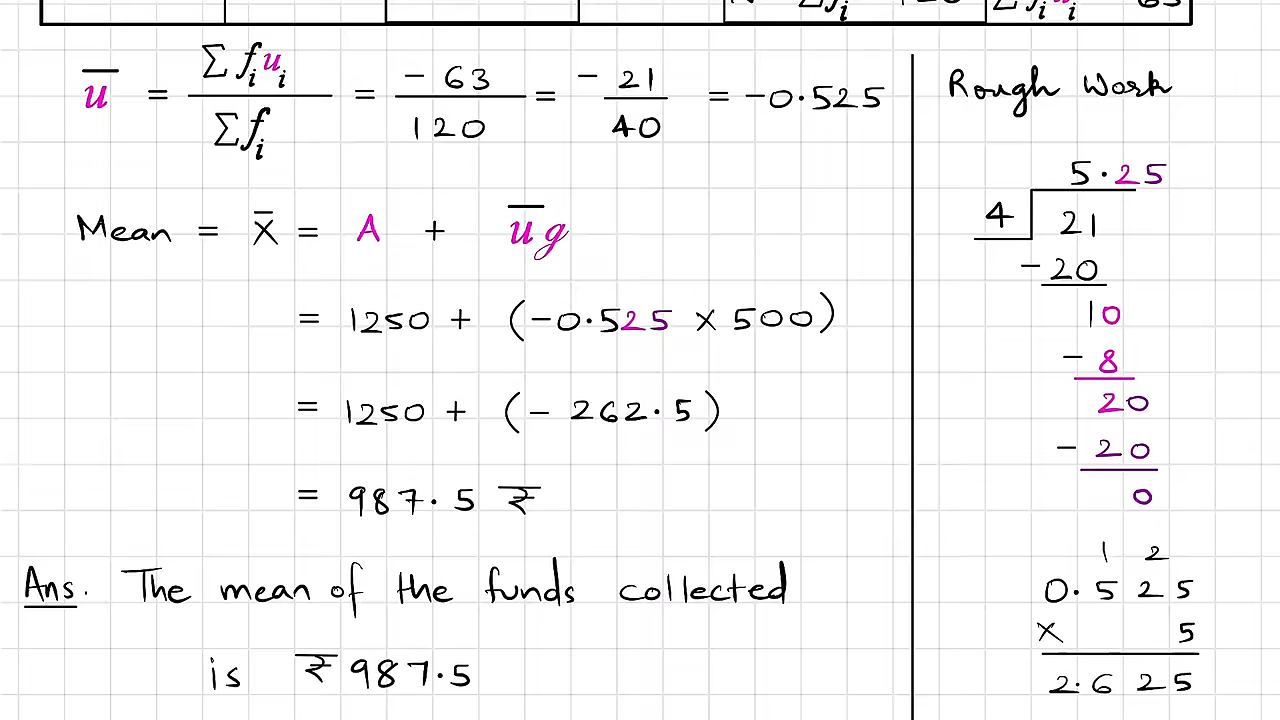 ū = Σfᵢuᵢ / Σfᵢ = -63 / 120 = -21 / 40 = -0.525
Mean = x̄ = A + ūg
= 1250 + (-0.525 × 500)
= 1250 + (- 262.5)
= 987.5 ₹
Ans. The mean of the funds collected
is ₹ 987.5
Rough Work
5.25
4 21
-20
10
- 8
20
- 20
0
1 2
0.525
× 5
2.625